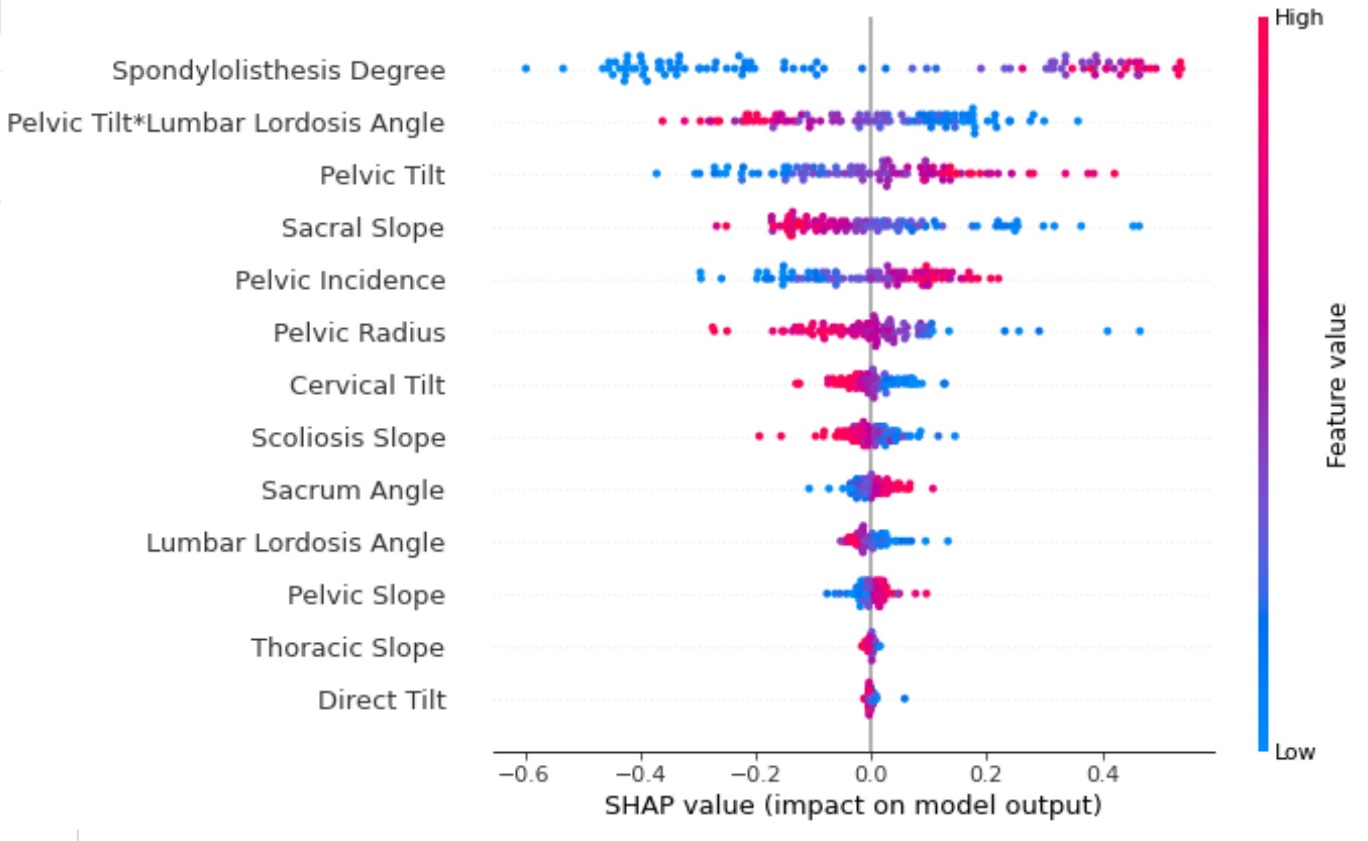 High
Spondylolisthesis Degree
Pelvic Tilt*Lumbar Lordosis Angle
Pelvic Tilt
Sacral Slope
Pelvic Incidence
Pelvic Radius
Cervical Tilt
Scoliosis Slope
Sacrum Angle
Lumbar Lordosis Angle
Pelvic Slope
Thoracic Slope
Direct Tilt
Feature value
Low
−0.6 −0.4 −0.2 0.0 0.2 0.4
SHAP value (impact on model output)